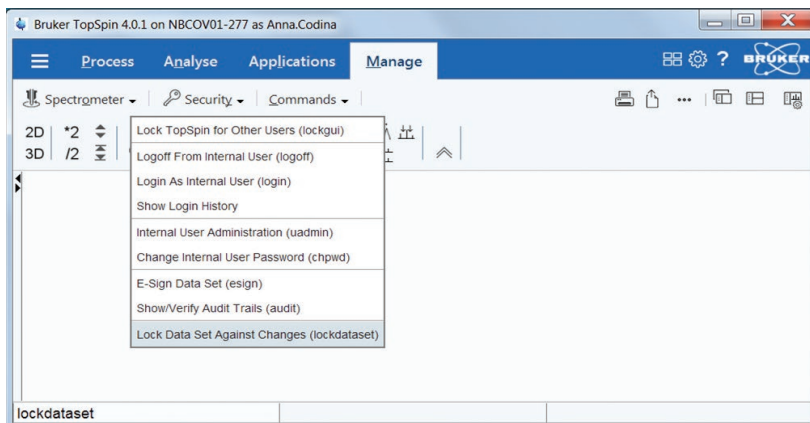 Bruker TopSpin 4.0.1 on NBCOV01-277 as Anna.Codina
Process Analyse Applications Manage ? BRUKER
Spectrometer Security Commands ...
2D *2
3D /2
Lock TopSpin for Other Users (lockgui)
Logoff From Internal User (logoff)
Login As Internal User (login)
Show Login History
Internal User Administration (uadmin)
Change Internal User Password (chpwd)
E-Sign Data Set (esign)
Show/Verify Audit Trails (audit)
Lock Data Set Against Changes (lockdataset)
lockdataset